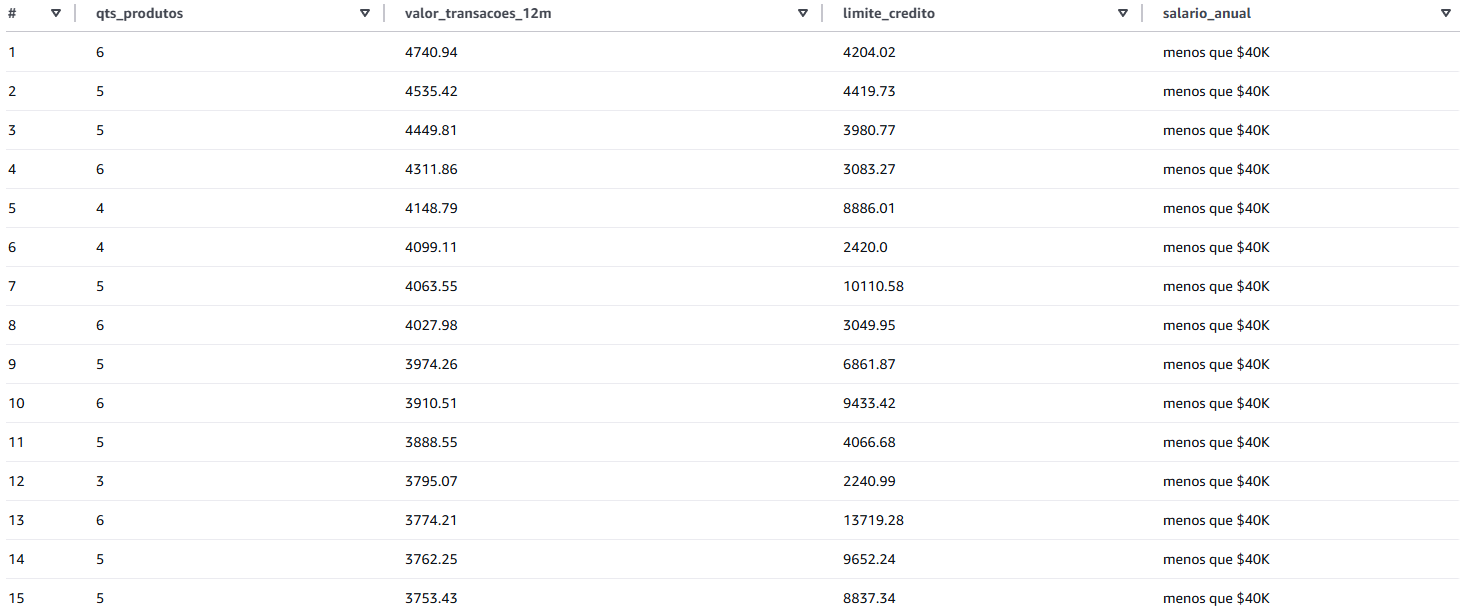 # qts_produtos valor_transacoes_12m limite_credito salario_anual
1 6 4740.94 4204.02 menos que $40K
2 5 4535.42 4419.73 menos que $40K
3 5 4449.81 3980.77 menos que $40K
4 6 4311.86 3083.27 menos que $40K
5 4 4148.79 8886.01 menos que $40K
6 4 4099.11 2420.0 menos que $40K
7 5 4063.55 10110.58 menos que $40K
8 6 4027.98 3049.95 menos que $40K
9 5 3974.26 6861.87 menos que $40K
10 6 3910.51 9433.42 menos que $40K
11 5 3888.55 4066.68 menos que $40K
12 3 3795.07 2240.99 menos que $40K
13 6 3774.21 13719.28 menos que $40K
14 5 3762.25 9652.24 menos que $40K
15 5 3753.43 8837.34 menos que $40K